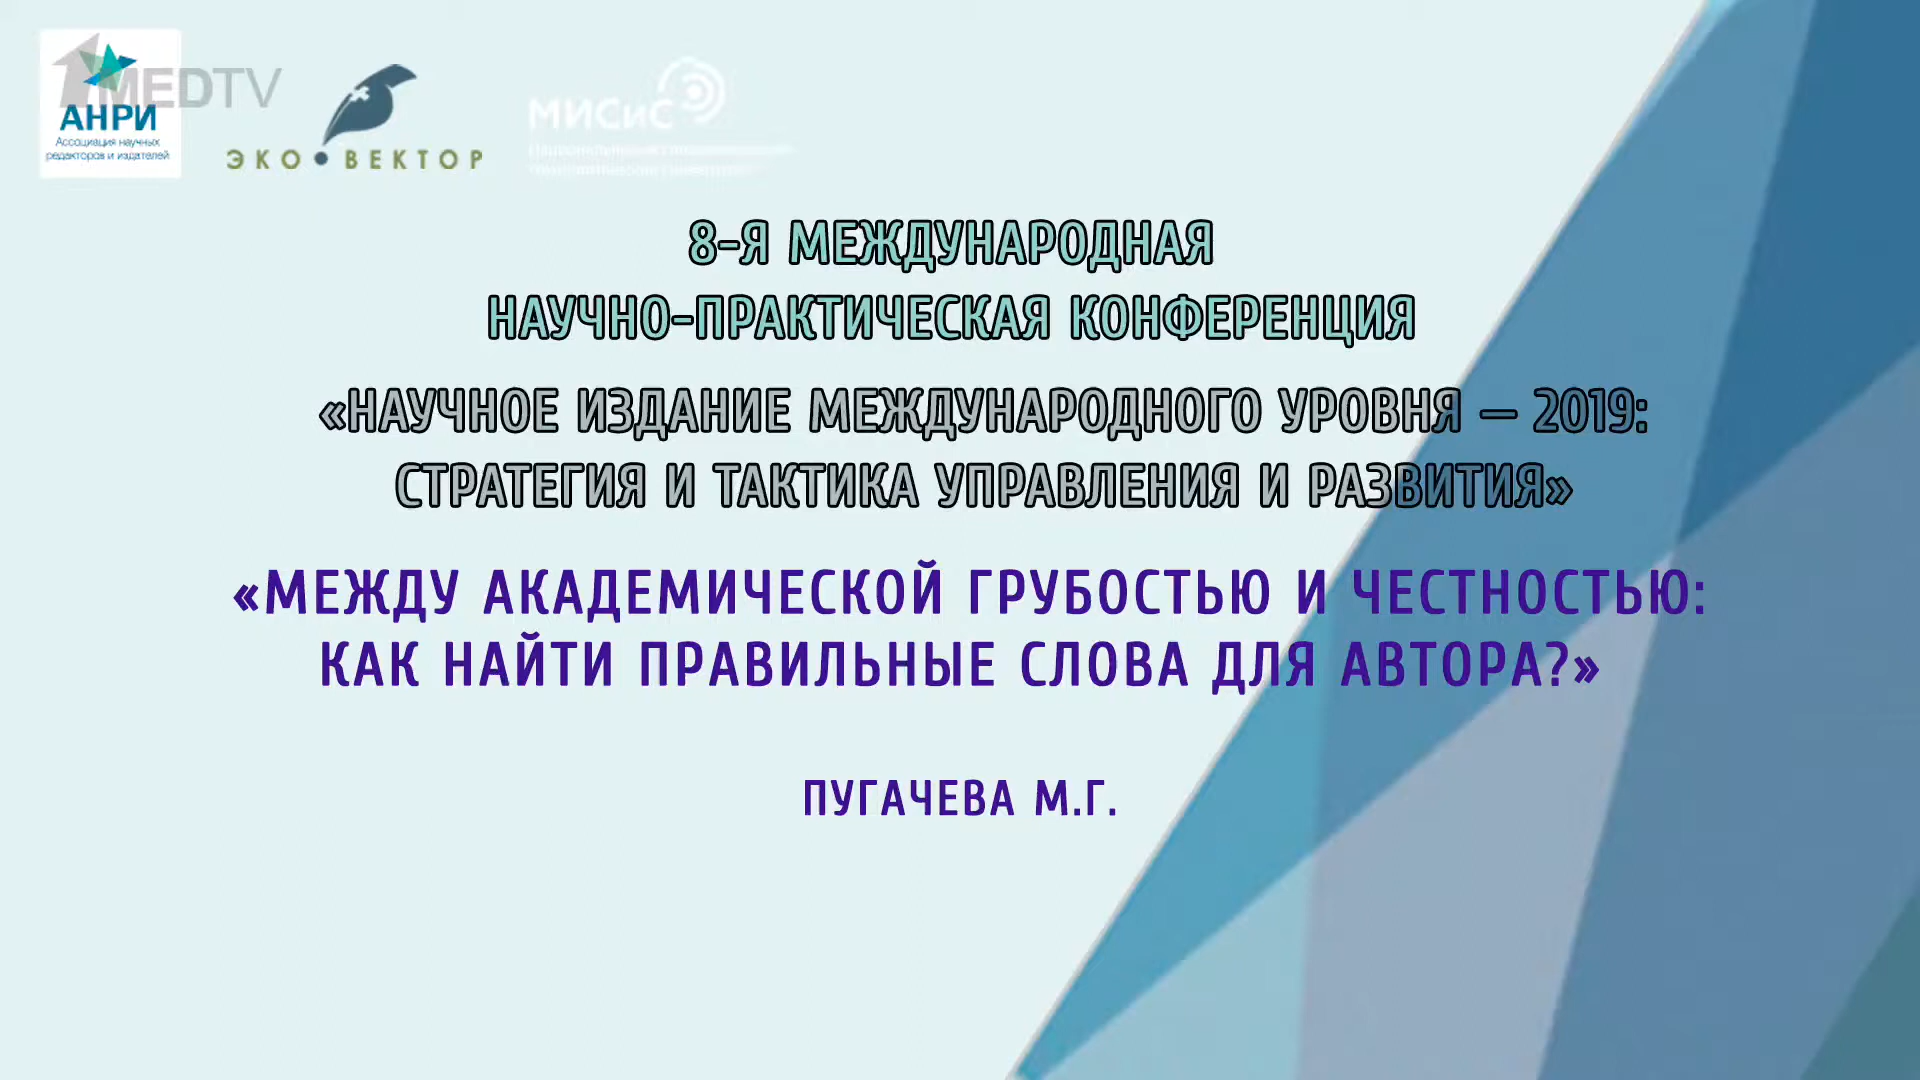 MEDTV
АНРИ
Ассоциация научных
редакторов и издателей
ЭКО ВЕКТОР
МИСиС
8-Я МЕЖДУНАРОДНАЯ
НАУЧНО-ПРАКТИЧЕСКАЯ КОНФЕРЕНЦИЯ
«НАУЧНОЕ ИЗДАНИЕ МЕЖДУНАРОДНОГО УРОВНЯ — 2019:
СТРАТЕГИЯ И ТАКТИКА УПРАВЛЕНИЯ И РАЗВИТИЯ»
«МЕЖДУ АКАДЕМИЧЕСКОЙ ГРУБОСТЬЮ И ЧЕСТНОСТЬЮ:
КАК НАЙТИ ПРАВИЛЬНЫЕ СЛОВА ДЛЯ АВТОРА?»
ПУГАЧЕВА М.Г.